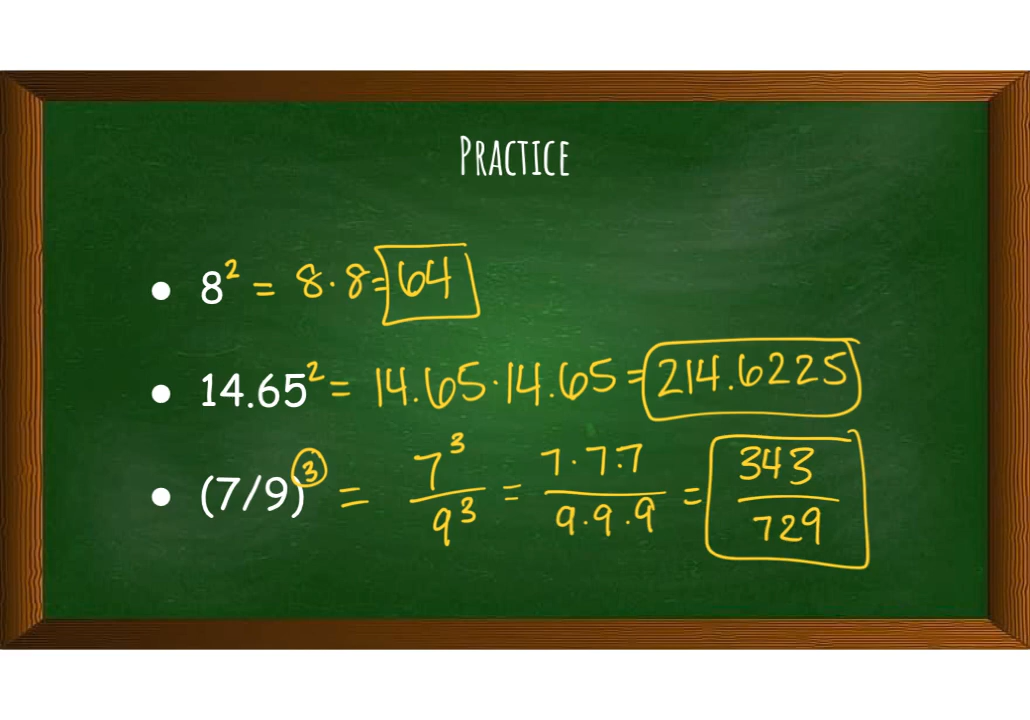 PRACTICE
• 8² = 8·8=64
• 14.65² = 14.65·14.65=214.6225
• (7/9)³ = 7³/9³ = 7·7·7/9·9·9 = 343/729